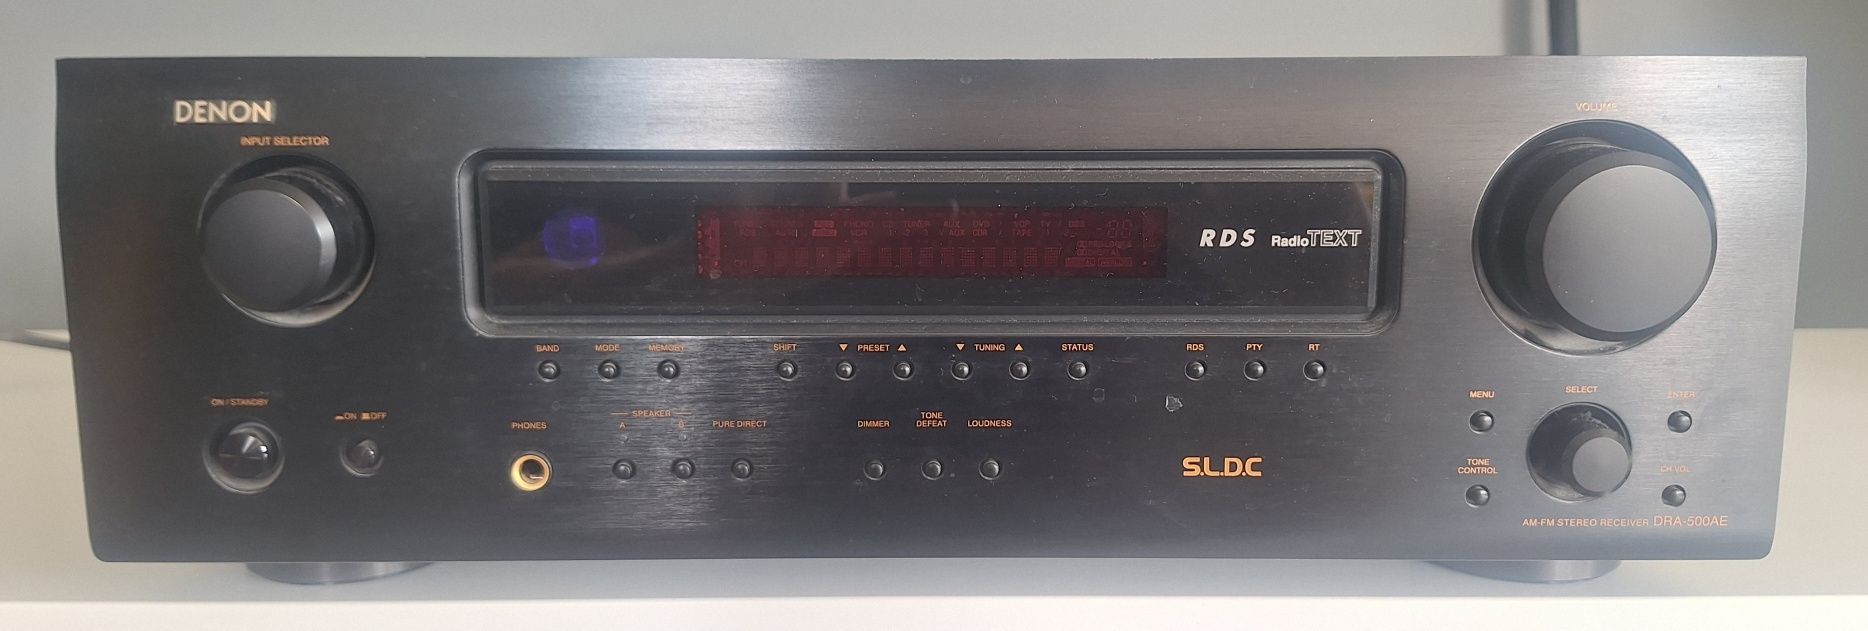 DENON
INPUT SELECTOR
VOLUME
RDS RadioTEXT
BAND MODE MEMORY SHIFT ▼ PRESET ▲ ▼ TUNING ▲ STATUS RDS PTY RT
ON / STANDBY
ON OFF
PHONES
SPEAKER
A B
PURE DIRECT
DIMMER
TONE
DEFEAT
LOUDNESS
S.L.D.C
MENU
SELECT
ENTER
TONE
CONTROL
CH VOL
AM-FM STEREO RECEIVER DRA-500AE